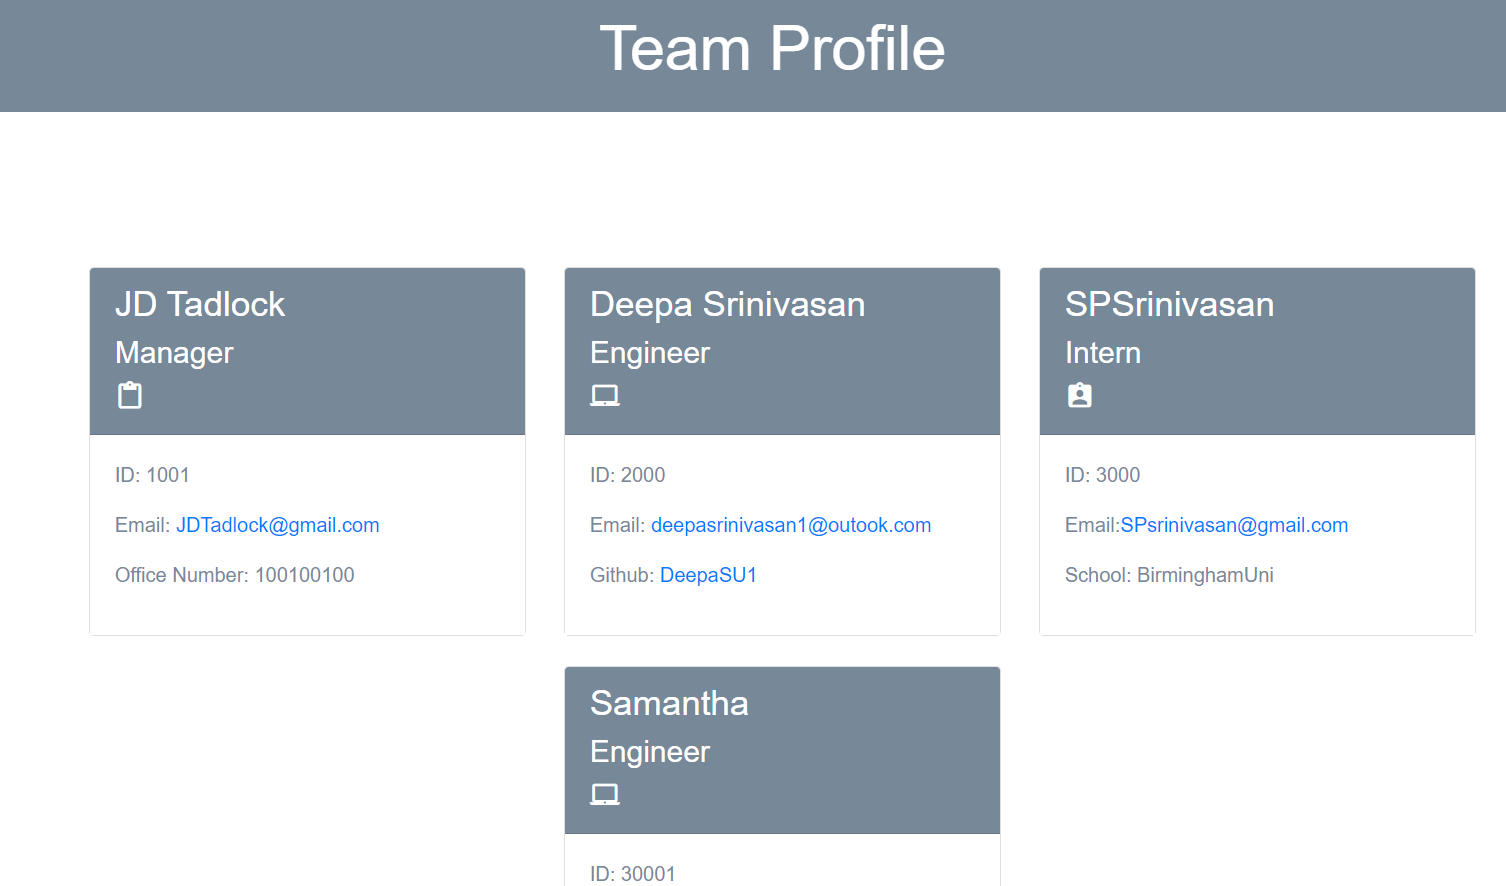 Team Profile
JD Tadlock
Manager
ID: 1001
Email: JDTadlock@gmail.com
Office Number: 100100100
Deepa Srinivasan
Engineer
ID: 2000
Email: deepasrinivasan1@outook.com
Github: DeepaSU1
SPSrinivasan
Intern
ID: 3000
Email:SPsrinivasan@gmail.com
School: BirminghamUni
Samantha
Engineer
ID: 30001